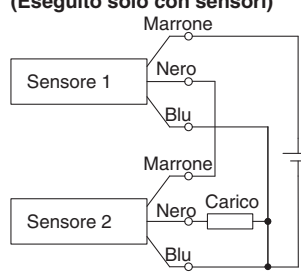 (Eseguito solo con sensori)
Marrone
Sensore 1
Nero
Blu
Marrone
Sensore 2
Nero
Carico
Blu